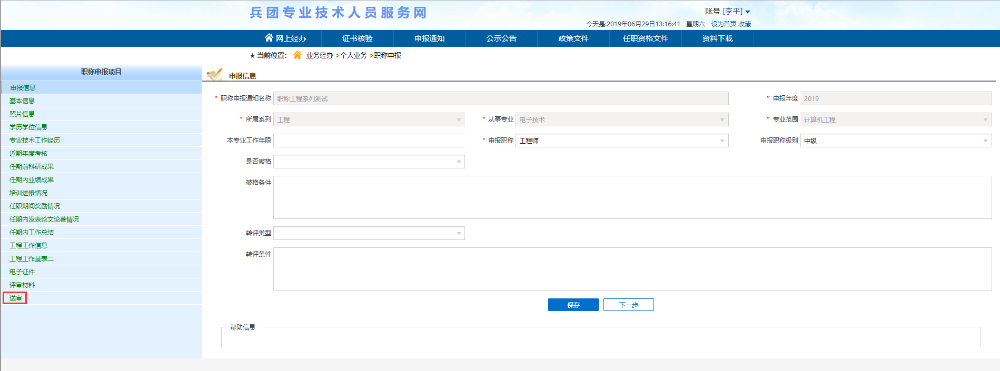 兵团专业技术人员服务网
账号 [李平]
今天是:2019年06月29日13:16:41 星期六 设为首页 收藏
网上经办 证书核验 申报通知 公示公告 政策文件 任职资格文件 资料下载
★ 当前位置: 业务经办 >个人业务 >职称申报
职称申报项目
申报信息
基本信息
照片信息
学历学位信息
专业技术工作经历
近期年度考核
任期前科研成果
任期内业绩成果
培训进修情况
任职期间奖励情况
任期内发表论文论著情况
任期内工作总结
工程工作信息
工程工作量表二
电子证件
评审材料
送审
申报信息
* 职称申报通知名称 职称工程系列测试 * 申报年度 2019
* 所属系列 工程 * 从事专业 电子技术 * 专业范围 计算机工程
本专业工作年限 * 申报职称 工程师 申报职称级别 中级
是否破格
破格条件
转评类型
转评条件
保存 下一步
帮助信息